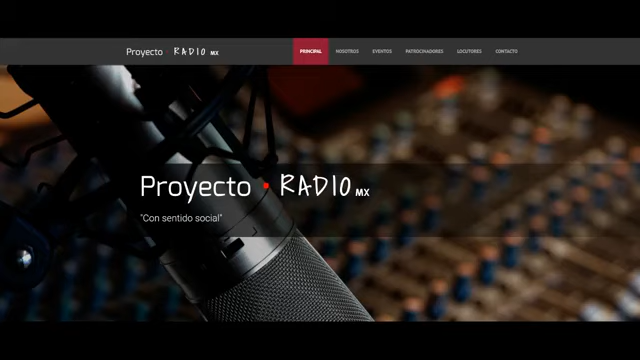 Proyecto RADIO MX PRINCIPAL NOSOTROS EVENTOS PATROCINADORES LOCUTORES CONTACTO
Proyecto • RADIO MX
"Con sentido social"